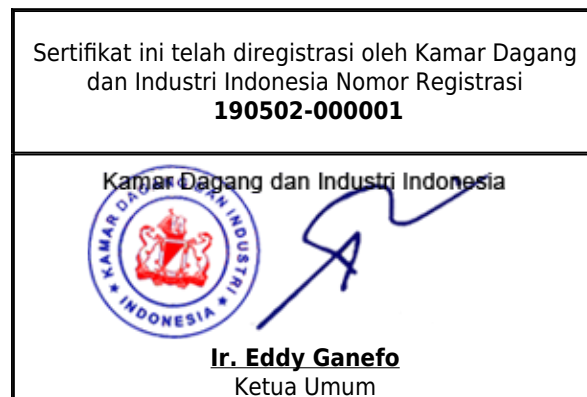 Sertifikat ini telah diregistrasi oleh Kamar Dagang
dan Industri Indonesia Nomor Registrasi
190502-000001
Kamar Dagang dan Industri Indonesia
KAMAR DAGANG DAN INDUSTRI
INDONESIA
Ir. Eddy Ganefo
Ketua Umum